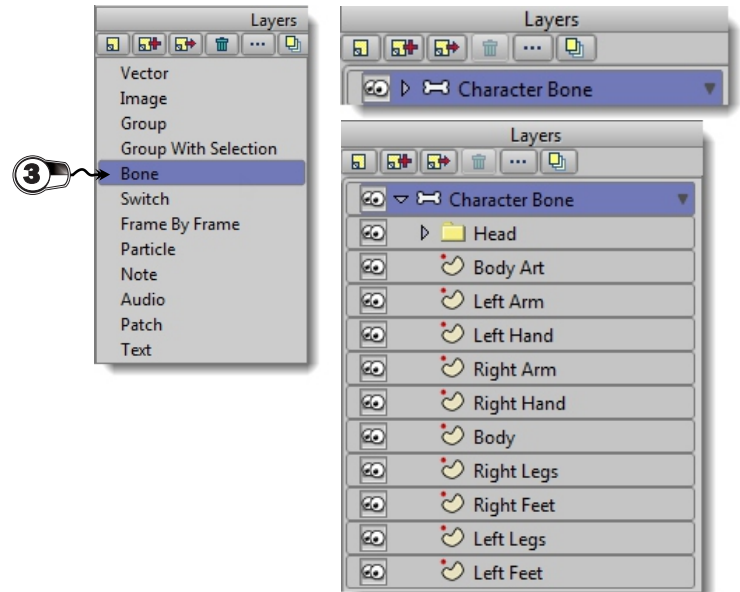 Layers
Vector
Image
Group
Group With Selection
3
Bone
Switch
Frame By Frame
Particle
Note
Audio
Patch
Text
Layers
Character Bone
Layers
Character Bone
Head
Body Art
Left Arm
Left Hand
Right Arm
Right Hand
Body
Right Legs
Right Feet
Left Legs
Left Feet